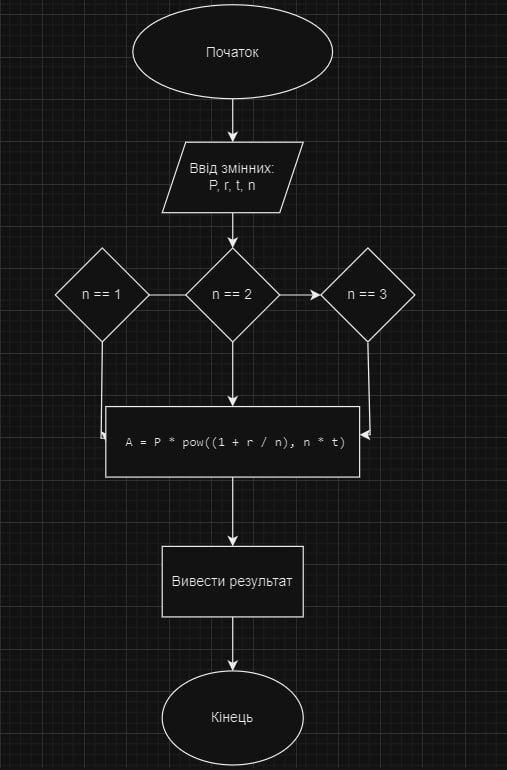 Початок
Ввід змінних:
P, r, t, n
n == 1
n == 2
n == 3
A = P * pow((1 + r / n), n * t)
Вивести результат
Кінець